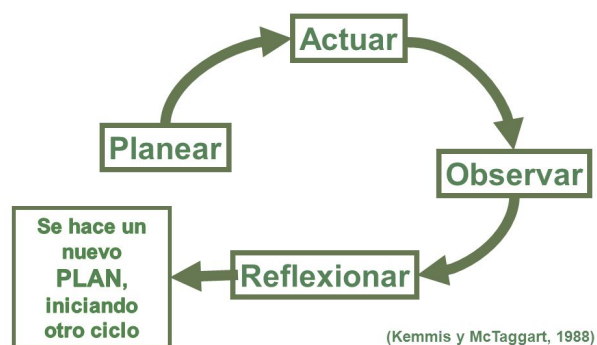 Actuar
Planear
Observar
Reflexionar
Se hace un
nuevo
PLAN,
iniciando
otro ciclo
(Kemmis y McTaggart, 1988)